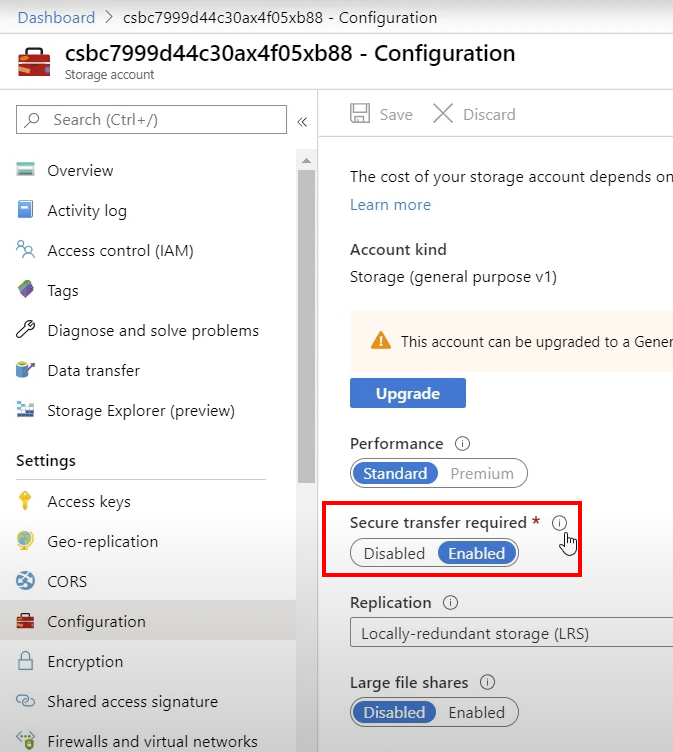 Dashboard > csbc7999d44c30ax4f05xb88 - Configuration
csbc7999d44c30ax4f05xb88 - Configuration
Storage account
Search (Ctrl+/)
«
Overview
Activity log
Access control (IAM)
Tags
Diagnose and solve problems
Data transfer
Storage Explorer (preview)
Settings
Access keys
Geo-replication
CORS
Configuration
Encryption
Shared access signature
Firewalls and virtual networks
Save Discard
The cost of your storage account depends on
Learn more
Account kind
Storage (general purpose v1)
This account can be upgraded to a Gener
Upgrade
Performance
Standard Premium
Secure transfer required *
Disabled Enabled
Replication
Locally-redundant storage (LRS)
Large file shares
Disabled Enabled